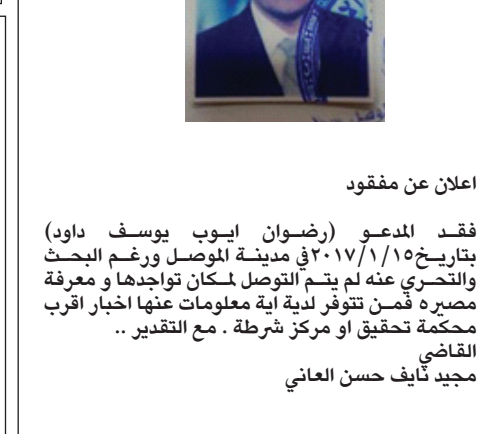 اعلان عن مفقود
فقد المدعو (رضوان ايوب يوسف داود)
بتاريخ٢٠١٧/١/١٥في مدينة الموصل ورغم البحث
والتحري عنه لم يتم التوصل لمكان تواجدها و معرفة
مصيره فمن تتوفر لدية اية معلومات عنها اخبار اقرب
محكمة تحقيق او مركز شرطة . مع التقدير ..
القاضي
مجيد نايف حسن العاني